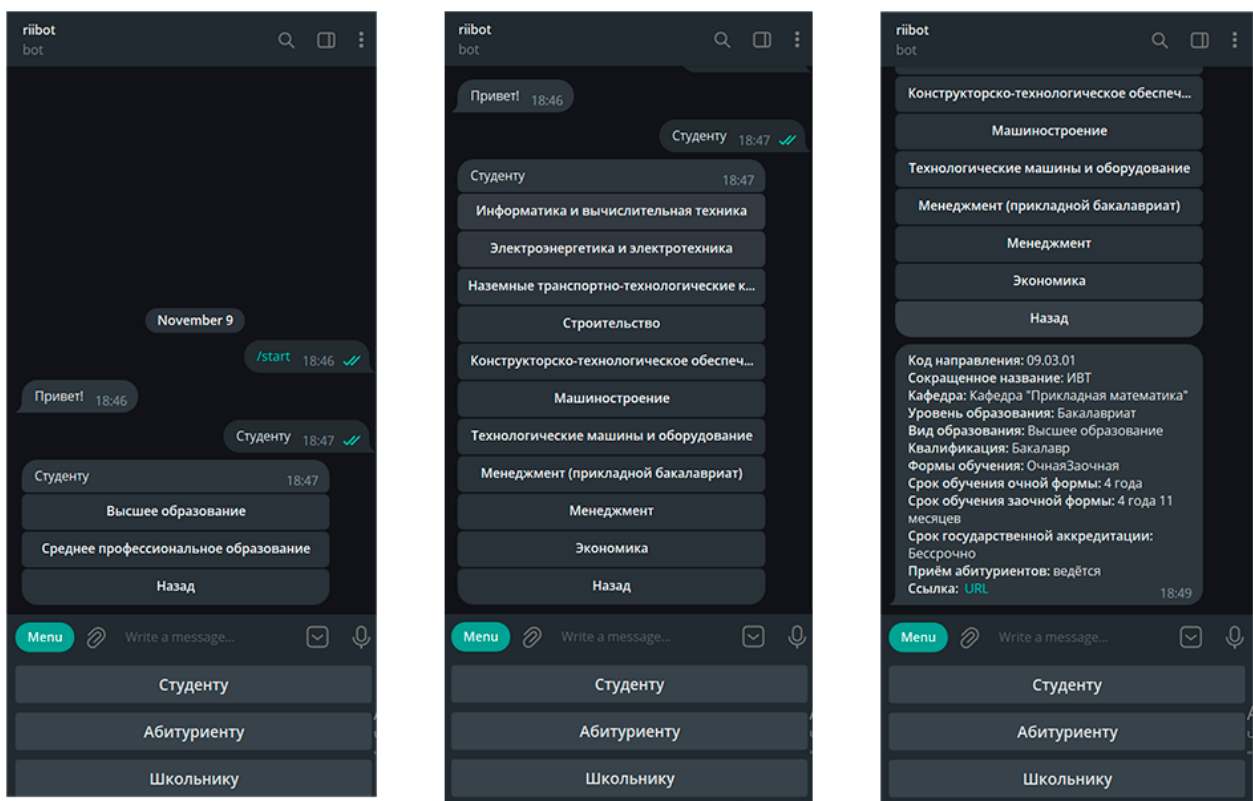 riibot
bot
November 9
/start 18:46
Привет! 18:46
Студенту 18:47
Студенту 18:47
Высшее образование
Среднее профессиональное образование
Назад
Menu Write a message...
Студенту
Абитуриенту
Школьнику
riibot
bot
Привет! 18:46
Студенту 18:47
Студенту 18:47
Информатика и вычислительная техника
Электроэнергетика и электротехника
Наземные транспортно-технологические к...
Строительство
Конструкторско-технологическое обеспеч...
Машиностроение
Технологические машины и оборудование
Менеджмент (прикладной бакалавриат)
Менеджмент
Экономика
Назад
Menu Write a message...
Студенту
Абитуриенту
Школьнику
riibot
bot
Конструкторско-технологическое обеспеч...
Машиностроение
Технологические машины и оборудование
Менеджмент (прикладной бакалавриат)
Менеджмент
Экономика
Назад
Код направления: 09.03.01
Сокращенное название: ИВТ
Кафедра: Кафедра "Прикладная математика"
Уровень образования: Бакалавриат
Вид образования: Высшее образование
Квалификация: Бакалавр
Формы обучения: ОчнаяЗаочная
Срок обучения очной формы: 4 года
Срок обучения заочной формы: 4 года 11
месяцев
Срок государственной аккредитации:
Бессрочно
Приём абитуриентов: ведётся
Ссылка: URL 18:49
Menu Write a message...
Студенту
Абитуриенту
Школьнику